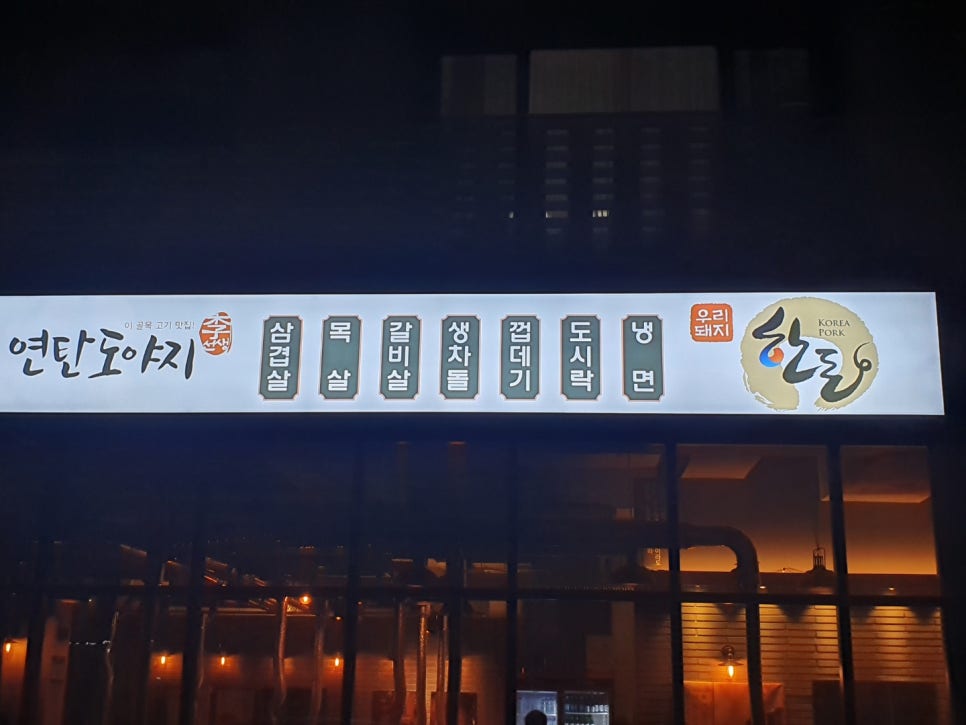 이 골목 고기 맛집!
연탄도야지
李
선생
삼겹살
목살
갈비살
생차돌
껍데기
도시락
냉면
우리
돼지
KOREA
PORK
한돈